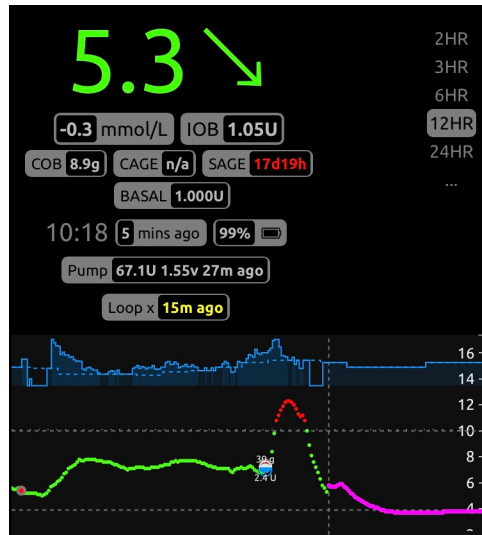 5.3
2HR
3HR
6HR
12HR
24HR
...
-0.3 mmol/L IOB 1.05U
COB 8.9g CAGE n/a SAGE 17d19h
BASAL 1.000U
10:18 5 mins ago 99%
Pump 67.1U 1.55v 27m ago
Loop x 15m ago
16
14
12
10
8
6
4
2.4 U